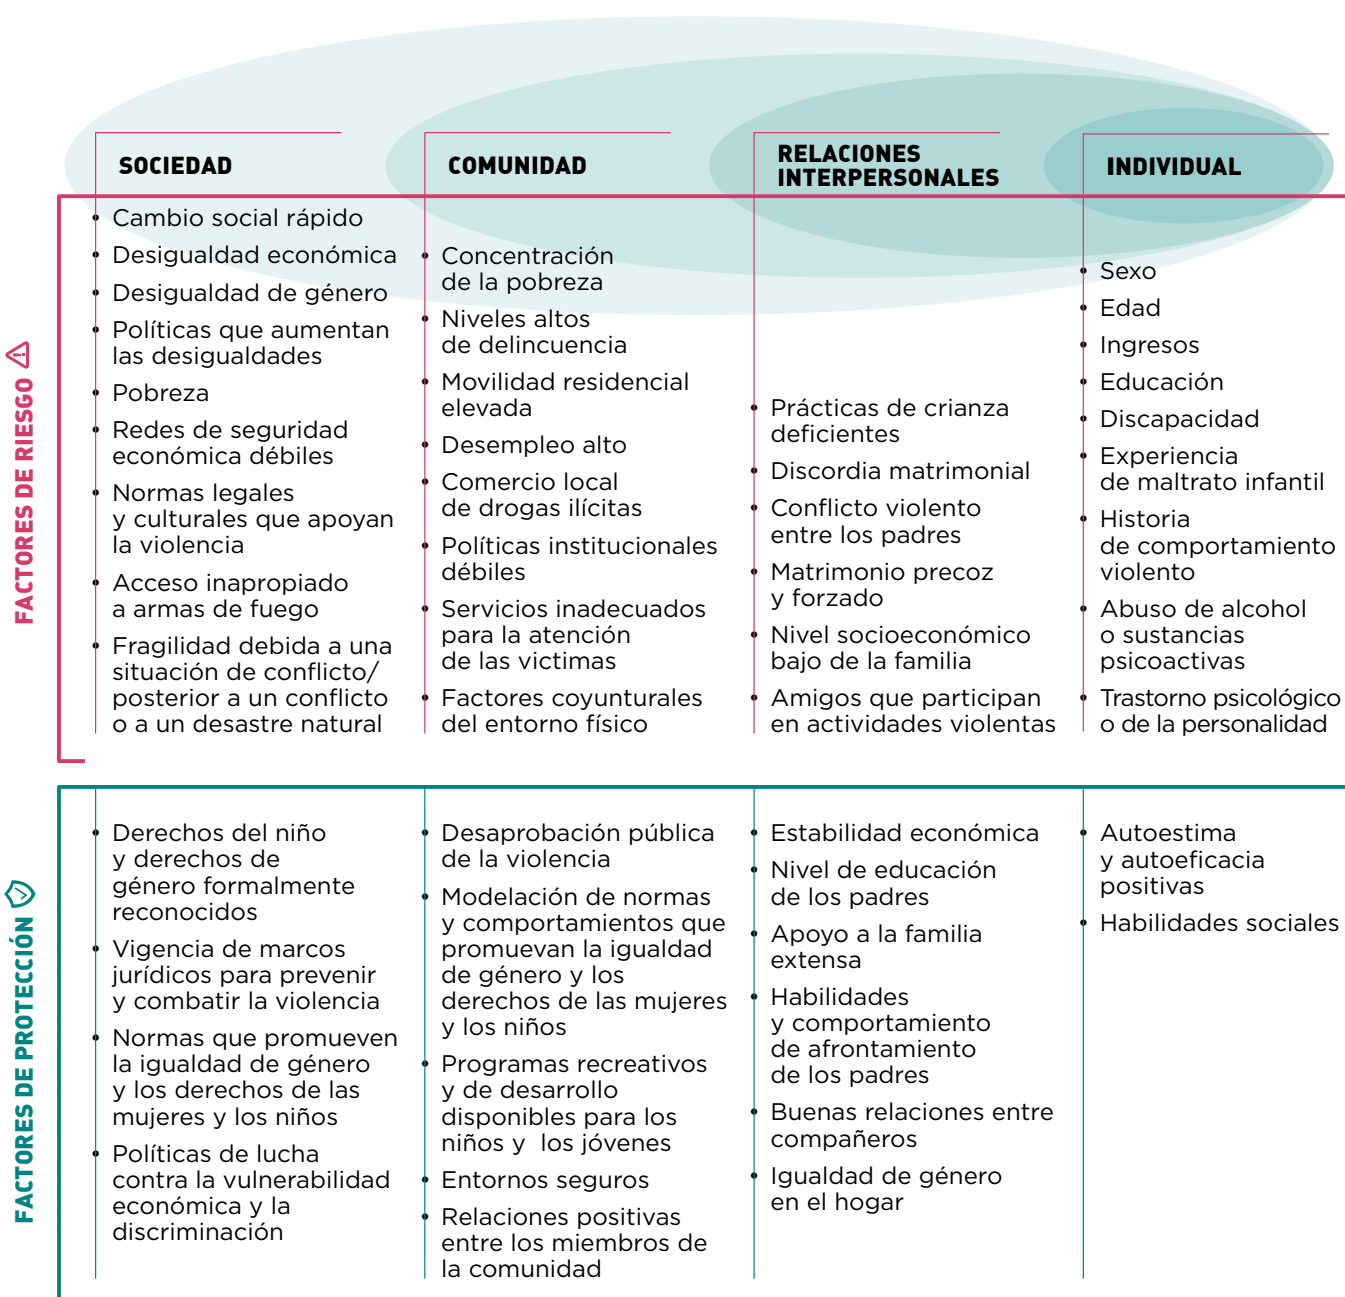 SOCIEDAD
COMUNIDAD
RELACIONES
INTERPERSONALES
INDIVIDUAL
FACTORES DE RIESGO
• Cambio social rápido
• Desigualdad económica
• Desigualdad de género
• Políticas que aumentan
las desigualdades
• Pobreza
• Redes de seguridad
económica débiles
• Normas legales
y culturales que apoyan
la violencia
• Acceso inapropiado
a armas de fuego
• Fragilidad debida a una
situación de conflicto/
posterior a un conflicto
o a un desastre natural
• Concentración
de la pobreza
• Niveles altos
de delincuencia
• Movilidad residencial
elevada
• Desempleo alto
• Comercio local
de drogas ilícitas
• Políticas institucionales
débiles
• Servicios inadecuados
para la atención
de las victimas
• Factores coyunturales
del entorno físico
• Prácticas de crianza
deficientes
• Discordia matrimonial
• Conflicto violento
entre los padres
• Matrimonio precoz
y forzado
• Nivel socioeconómico
bajo de la familia
• Amigos que participan
en actividades violentas
• Sexo
• Edad
• Ingresos
• Educación
• Discapacidad
• Experiencia
de maltrato infantil
• Historia
de comportamiento
violento
• Abuso de alcohol
o sustancias
psicoactivas
• Trastorno psicológico
o de la personalidad
FACTORES DE PROTECCIÓN
• Derechos del niño
y derechos de
género formalmente
reconocidos
• Vigencia de marcos
jurídicos para prevenir
y combatir la violencia
• Normas que promueven
la igualdad de género
y los derechos de las
mujeres y los niños
• Políticas de lucha
contra la vulnerabilidad
económica y la
discriminación
• Desaprobación pública
de la violencia
• Modelación de normas
y comportamientos que
promuevan la igualdad
de género y los
derechos de las mujeres
y los niños
• Programas recreativos
y de desarrollo
disponibles para los
niños y los jóvenes
• Entornos seguros
• Relaciones positivas
entre los miembros de
la comunidad
• Estabilidad económica
• Nivel de educación
de los padres
• Apoyo a la familia
extensa
• Habilidades
y comportamiento
de afrontamiento
de los padres
• Buenas relaciones entre
compañeros
• Igualdad de género
en el hogar
• Autoestima
y autoeficacia
positivas
• Habilidades sociales